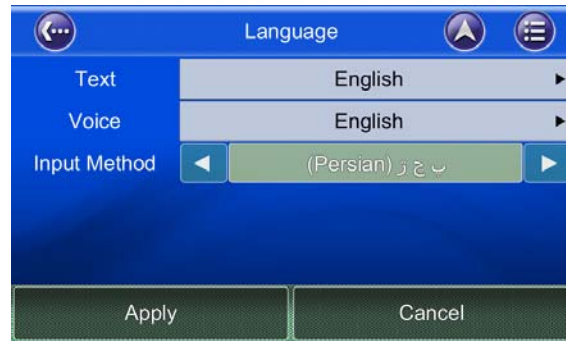 Language
Text English
Voice English
Input Method ب ج ز (Persian)
Apply Cancel